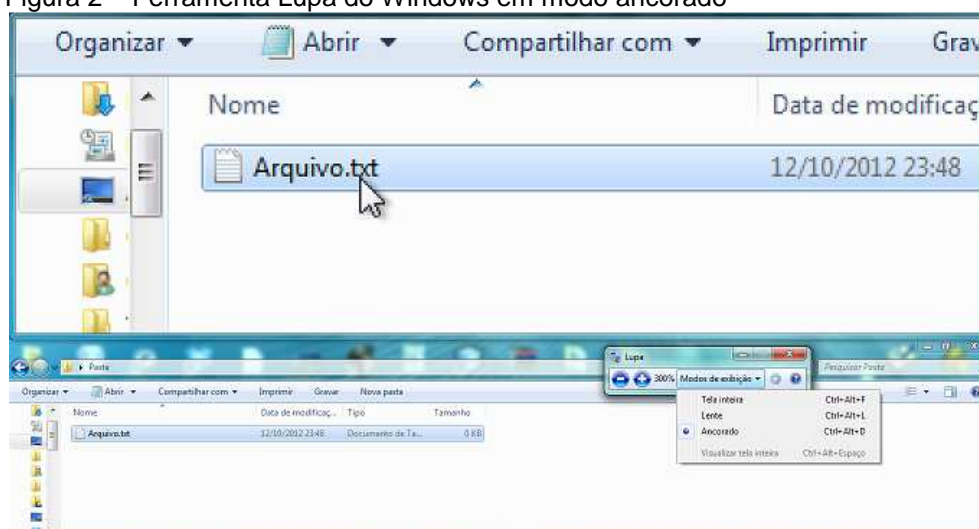 Figura 2 – Ferramenta Lupa do Windows em modo ancorado
Organizar Abrir Compartilhar com Imprimir Grav
Nome Data de modificaç
Arquivo.txt 12/10/2012 23:48
Lupa
Pasta Pesquisar Pasta
300% Modos de exibição
Organizar Abrir Compartilhar com Imprimir Gravar Nova pasta
Tela inteira Ctrl+Alt+F
Nome Data de modificaç... Tipo Tamanho
Lente Ctrl+Alt+L
Arquivo.txt 12/10/2012 23:48 Documento de Te... 0 KB
Ancorado Ctrl+Alt+D
Visualizar tela inteira Ctrl+Alt+Espaço